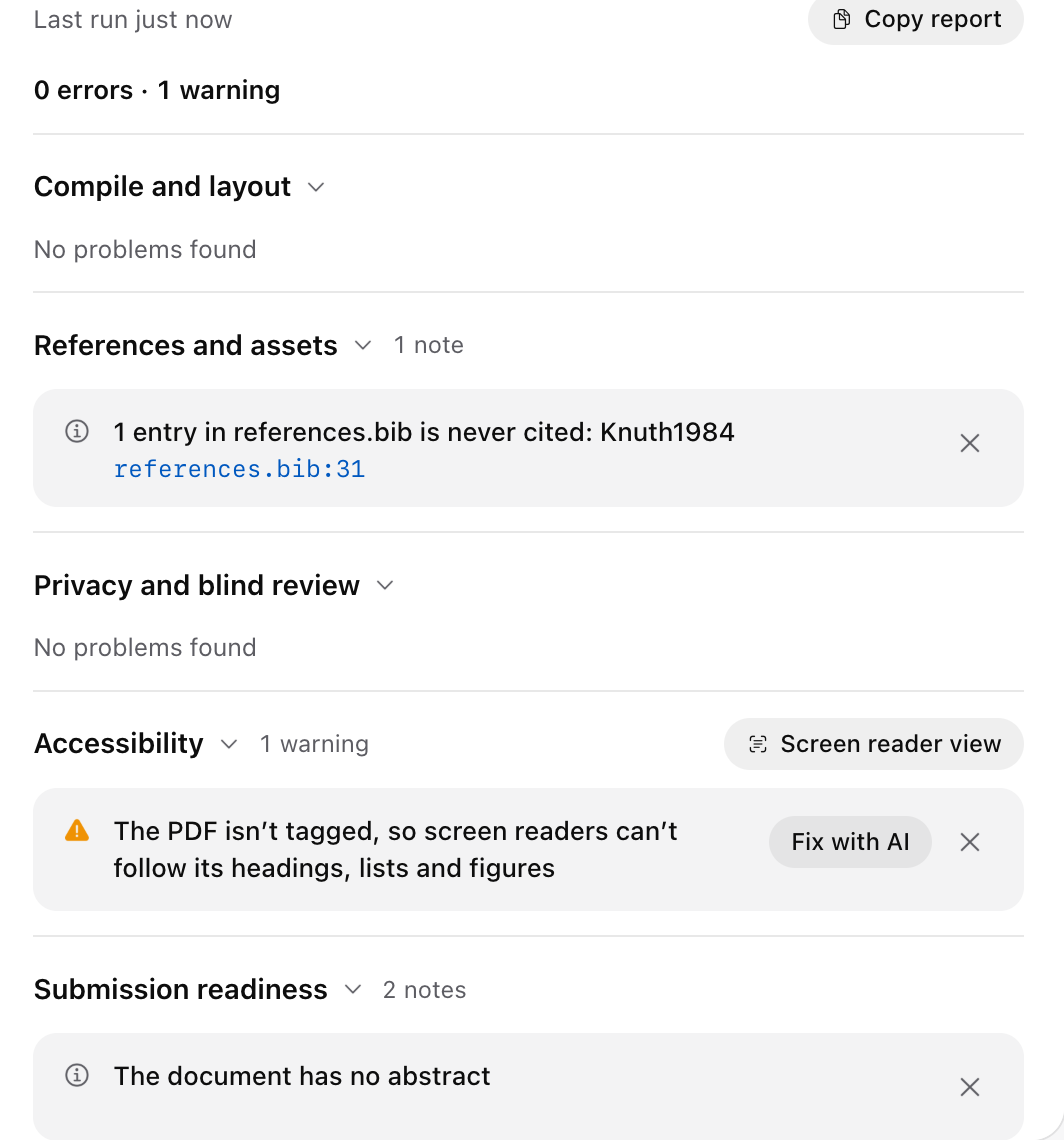 Last run just now
Copy report
0 errors · 1 warning
Compile and layout
No problems found
References and assets
1 note
1 entry in references.bib is never cited: Knuth1984
references.bib:31
Privacy and blind review
No problems found
Accessibility
1 warning
Screen reader view
The PDF isn’t tagged, so screen readers can’t
follow its headings, lists and figures
Fix with AI
Submission readiness
2 notes
The document has no abstract